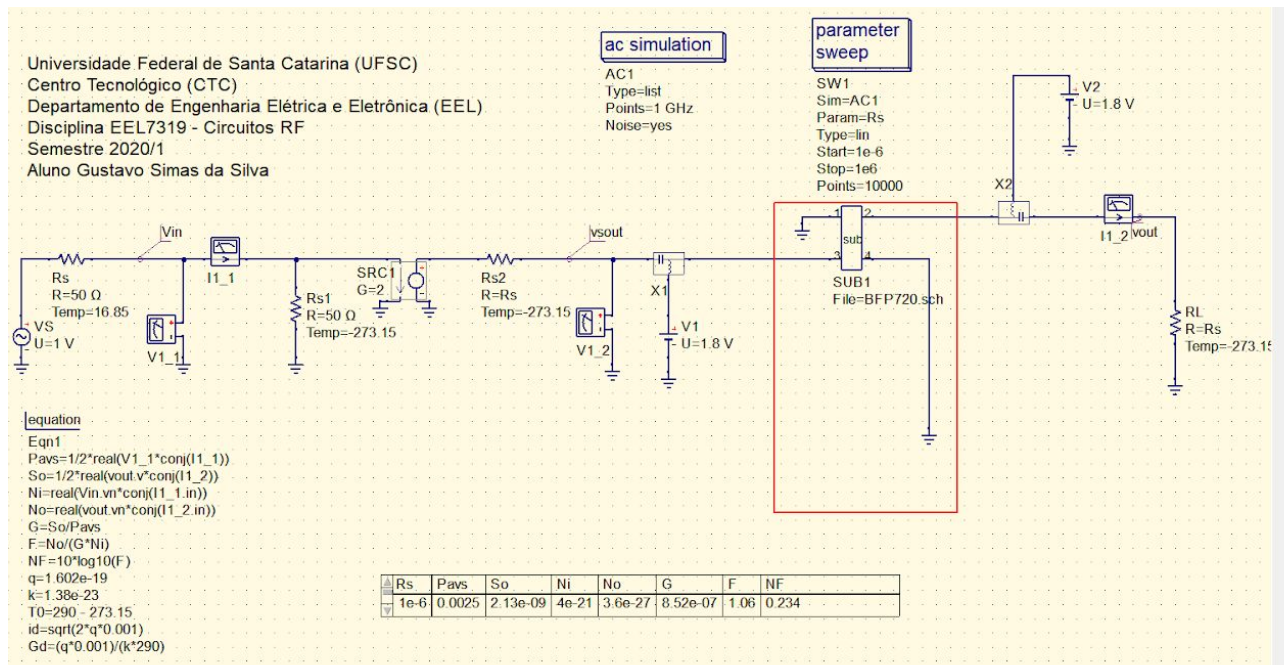 Universidade Federal de Santa Catarina (UFSC)
Centro Tecnológico (CTC)
Departamento de Engenharia Elétrica e Eletrônica (EEL)
Disciplina EEL7319 - Circuitos RF
Semestre 2020/1
Aluno Gustavo Simas da Silva
ac simulation
AC1
Type=list
Points=1 GHz
Noise=yes
parameter
sweep
SW1
Sim=AC1
Param=Rs
Type=lin
Start=1e-6
Stop=1e6
Points=10000
V2
U=1.8 V
X2
I1_2
vout
RL
R=Rs
Temp=-273.15
1
2
3
4
sub
SUB1
File=BFP720.sch
Vin
I1_1
Rs
R=50 Ω
Temp=16.85
VS
U=1 V
V1_1
Rs1
R=50 Ω
Temp=-273.15
SRC1
G=2
Rs2
R=Rs
Temp=-273.15
vsout
V1_2
X1
V1
U=1.8 V
equation
Eqn1
Pavs=1/2*real(V1_1*conj(I1_1))
So=1/2*real(vout.v*conj(I1_2))
Ni=real(Vin.vn*conj(I1_1.in))
No=real(vout.vn*conj(I1_2.in))
G=So/Pavs
F=No/(G*Ni)
NF=10*log10(F)
q=1.602e-19
k=1.38e-23
T0=290 - 273.15
id=sqrt(2*q*0.001)
Gd=(q*0.001)/(k*290)
Rs Pavs So Ni No G F NF
1e-6 0.0025 2.13e-09 4e-21 3.6e-27 8.52e-07 1.06 0.234